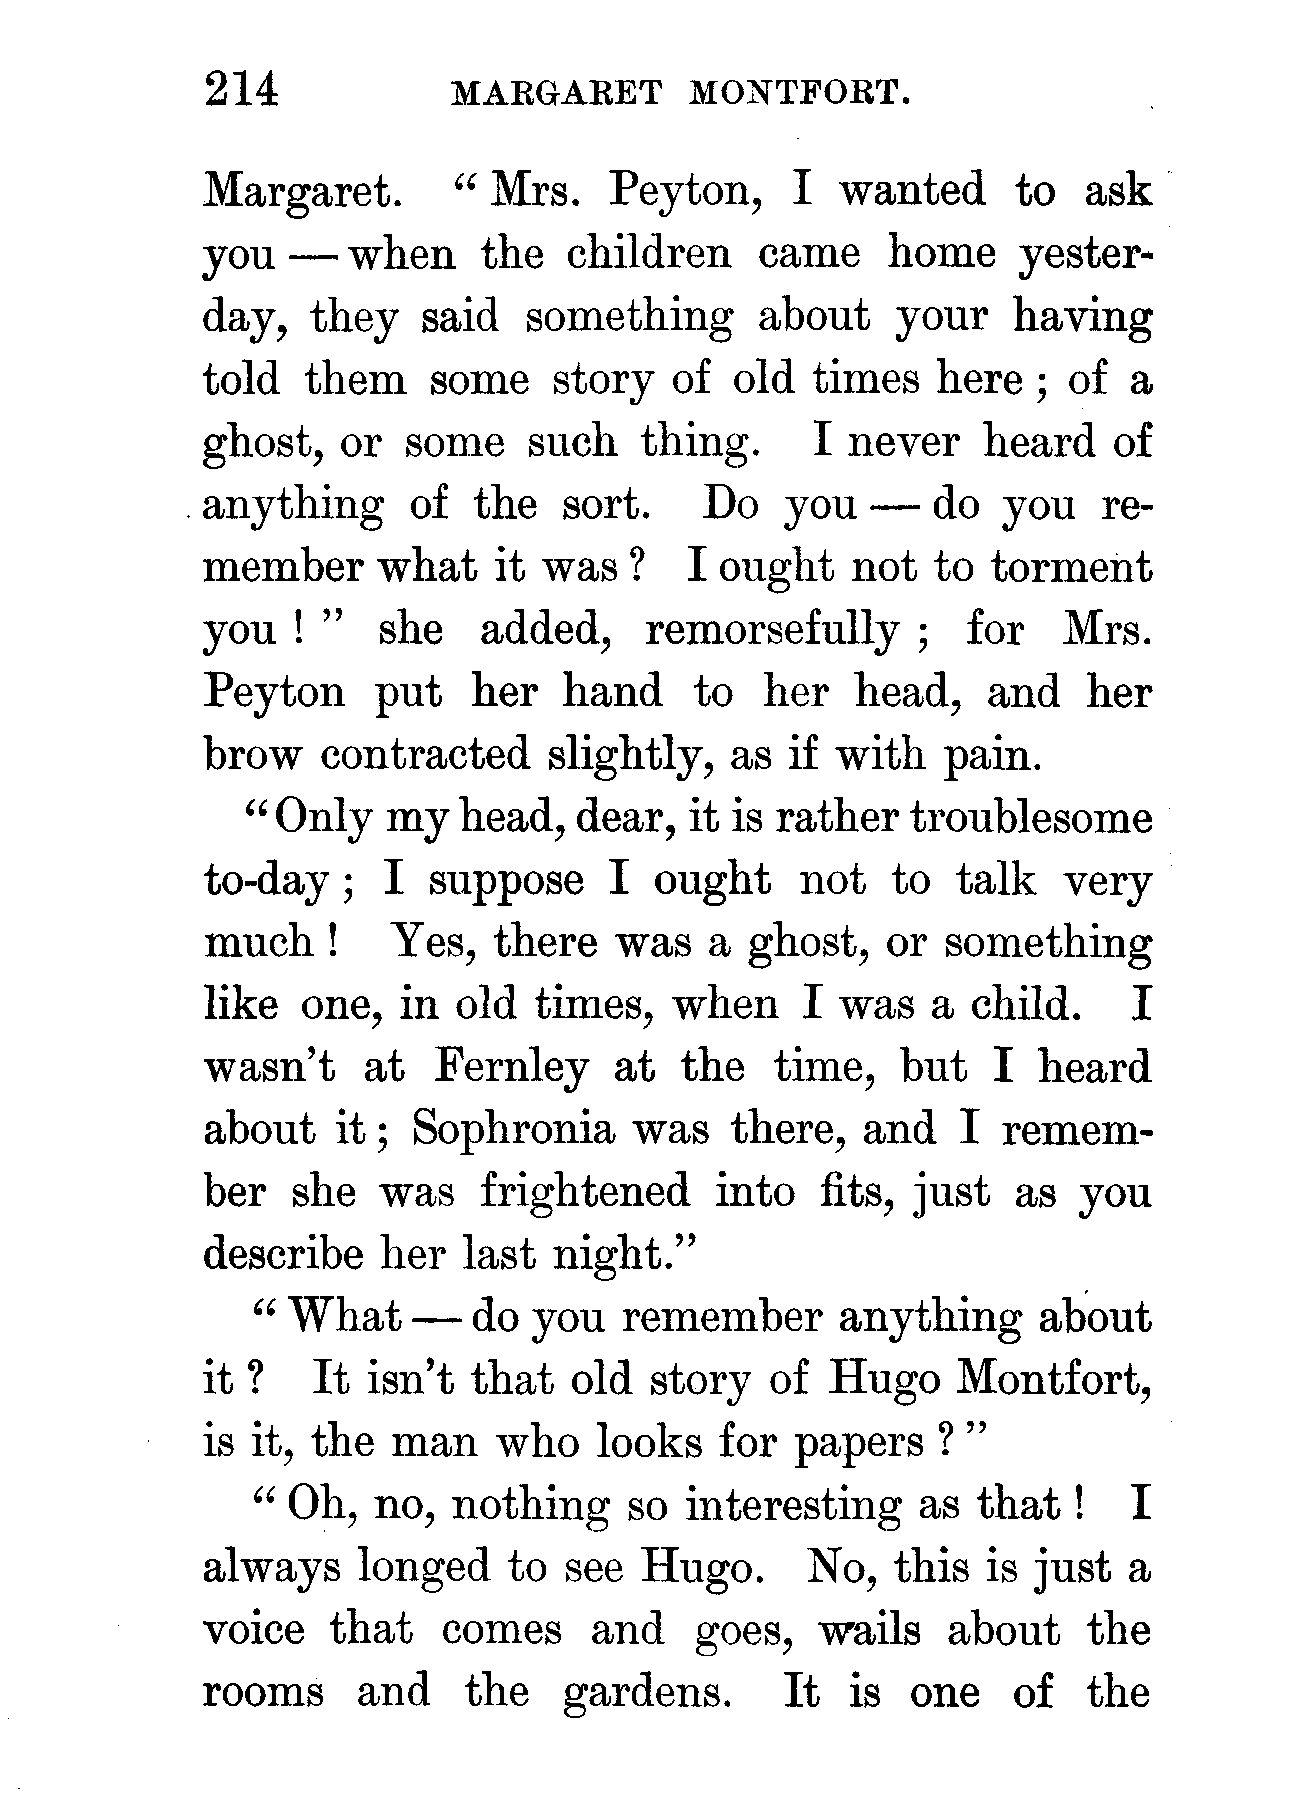 214 MARGARET MONTFORT.
Margaret. “ Mrs. Peyton, I wanted to ask
you — when the children came home yester-
day, they said something about your having
told them some story of old times here ; of a
ghost, or some such thing. I never heard of
anything of the sort. Do you — do you re-
member what it was ? I ought not to torment
you ! ” she added, remorsefully ; for Mrs.
Peyton put her hand to her head, and her
brow contracted slightly, as if with pain.
“Only my head, dear, it is rather troublesome
to-day ; I suppose I ought not to talk very
much ! Yes, there was a ghost, or something
like one, in old times, when I was a child. I
wasn’t at Fernley at the time, but I heard
about it ; Sophronia was there, and I remem-
ber she was frightened into fits, just as you
describe her last night.”
“ What — do you remember anything about
it ? It isn’t that old story of Hugo Montfort,
is it, the man who looks for papers ? ”
“ Oh, no, nothing so interesting as that ! I
always longed to see Hugo. No, this is just a
voice that comes and goes, wails about the
rooms and the gardens. It is one of the